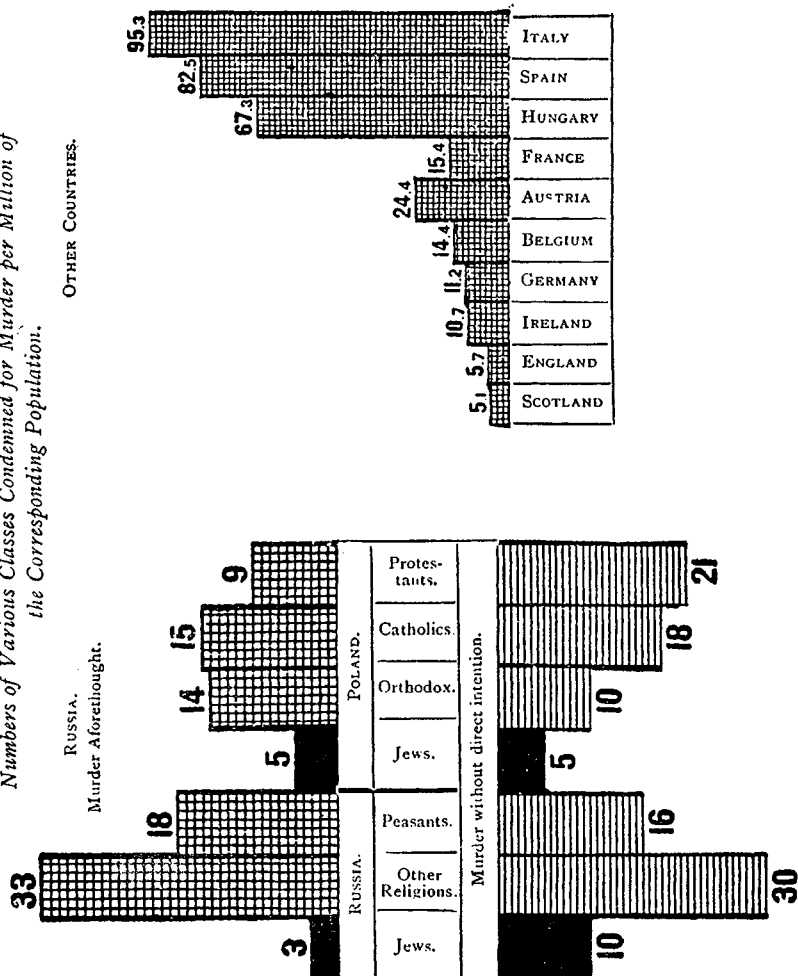 Numbers of Various Classes Condemned for Murder per Million of
the Corresponding Population.
RUSSIA.
Murder Aforethought.
33
18
5
14
15
9
3
RUSSIA.
POLAND.
Jews.
Other
Religions.
Peasants.
Jews.
Orthodox.
Catholics.
Protes-
tants.
Murder without direct intention.
10
30
16
5
10
18
21
OTHER COUNTRIES.
95.3
82.5
67.3
15.4
24.4
14.4
11.2
10.7
5.7
5.1
ITALY
SPAIN
HUNGARY
FRANCE
AUSTRIA
BELGIUM
GERMANY
IRELAND
ENGLAND
SCOTLAND